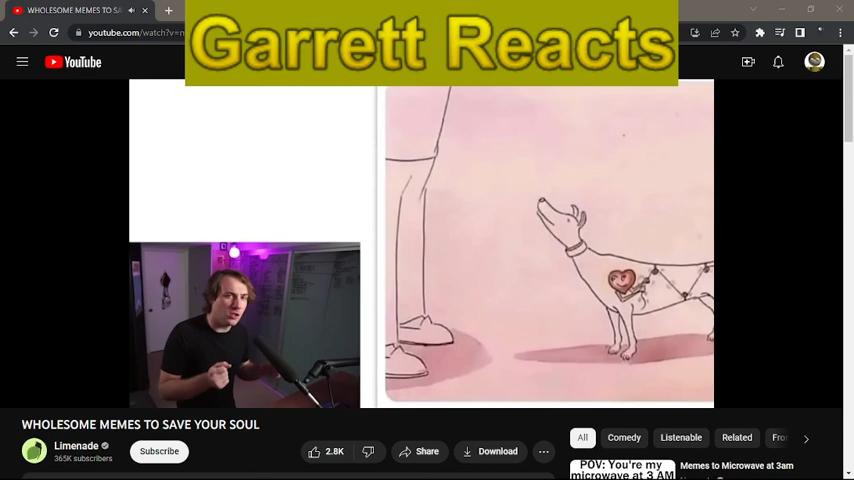 WHOLESOME MEMES TO SA
Garrett Reacts
youtube.com/watch?v=n
YouTube
WHOLESOME MEMES TO SAVE YOUR SOUL
Limenade
365K subscribers
Subscribe
2.8K
Share
Download
All
Comedy
Listenable
Related
Fro
POV: You're my
microwave at 3 AM
Memes to Microwave at 3am